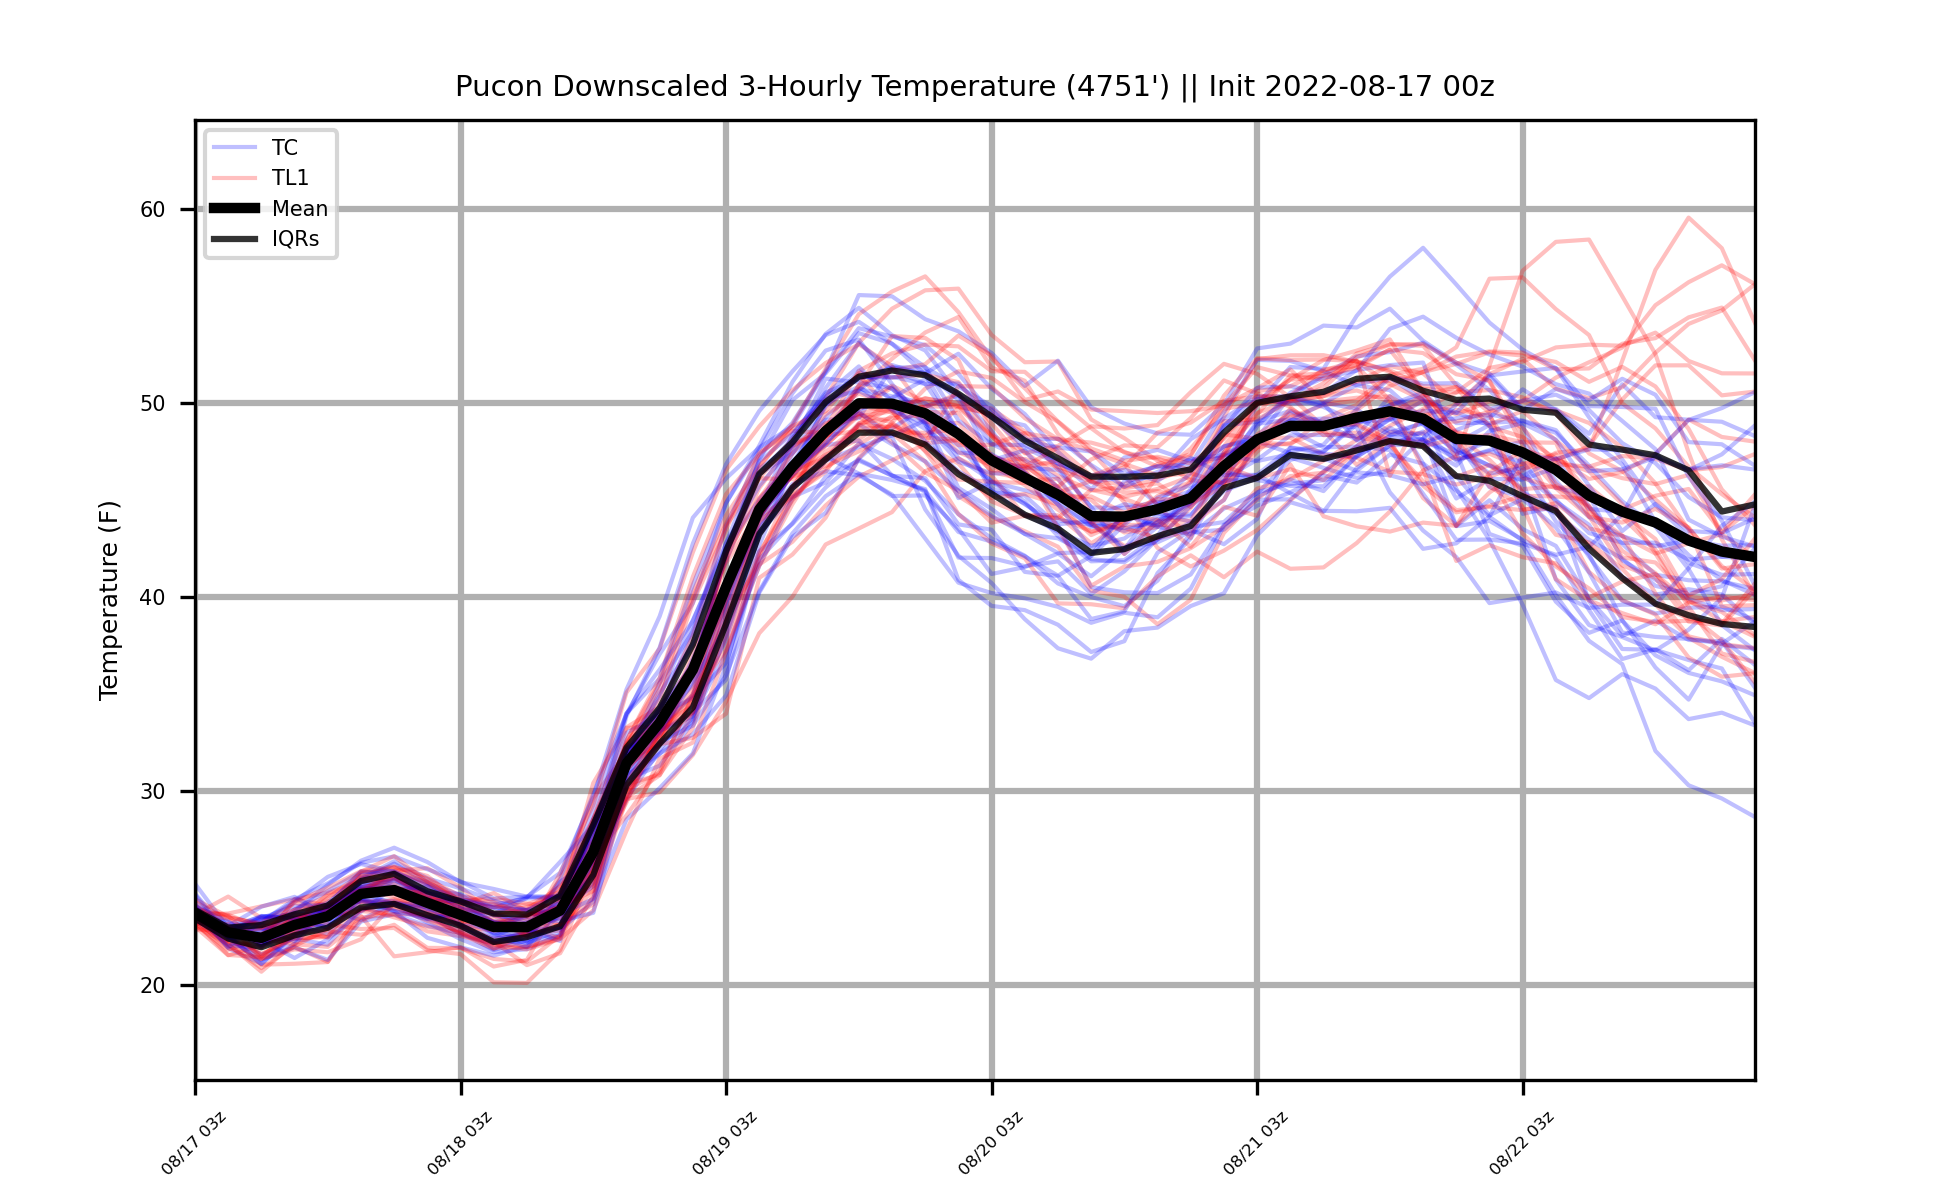 Pucon Downscaled 3-Hourly Temperature (4751') || Init 2022-08-17 00z
TC
TL1
Mean
IQRs
Temperature (F)
60
50
40
30
20
08/17 03z
08/18 03z
08/19 03z
08/20 03z
08/21 03z
08/22 03z